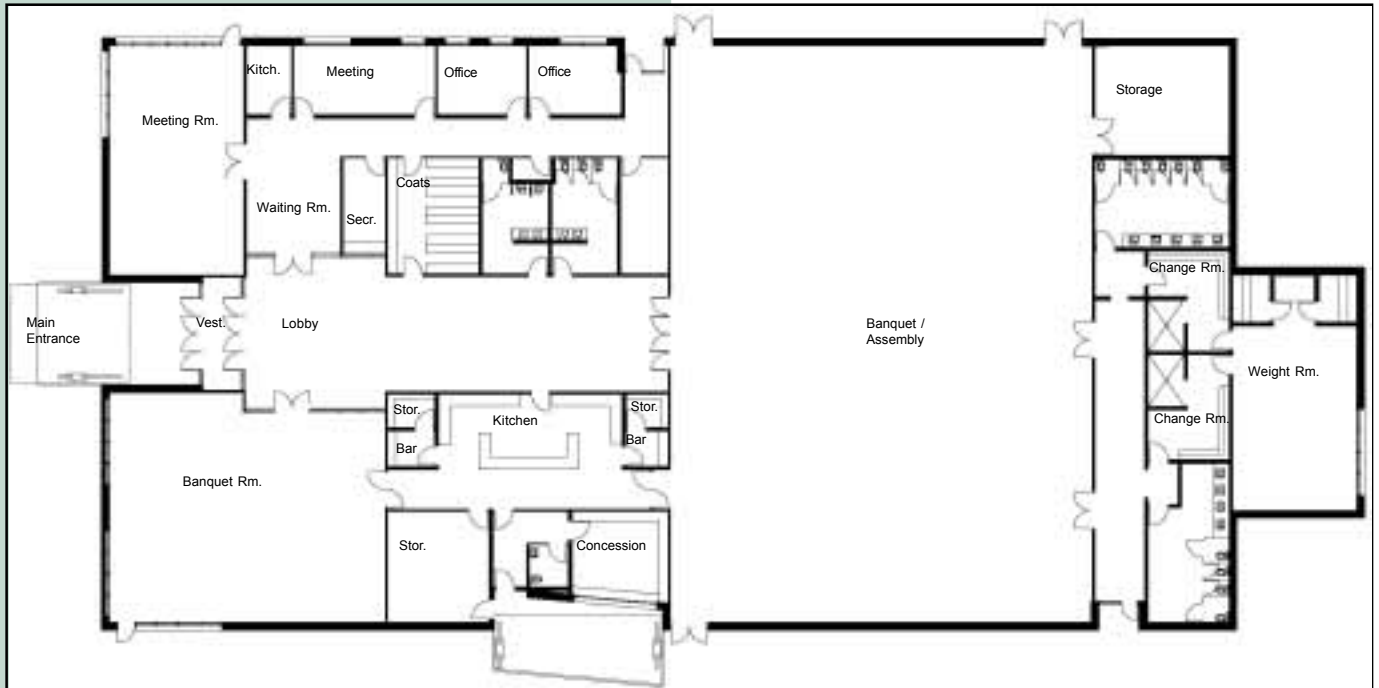 Kitch.
Meeting
Office
Office
Storage
Meeting Rm.
Coats
Waiting Rm.
Secr.
Change Rm.
Main
Entrance
Vest.
Lobby
Banquet /
Assembly
Weight Rm.
Stor.
Kitchen
Stor.
Change Rm.
Bar
Bar
Banquet Rm.
Stor.
Concession